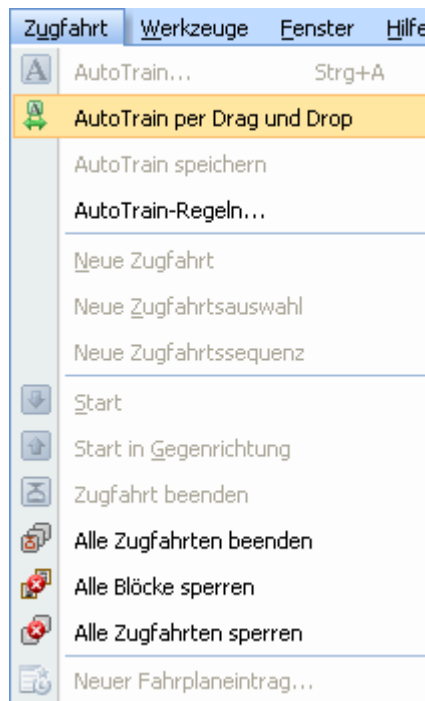 Zugfahrt Werkzeuge Fenster Hilfe
AutoTrain... Strg+A
AutoTrain per Drag und Drop
AutoTrain speichern
AutoTrain-Regeln...
Neue Zugfahrt
Neue Zugfahrtsauswahl
Neue Zugfahrtssequenz
Start
Start in Gegenrichtung
Zugfahrt beenden
Alle Zugfahrten beenden
Alle Blöcke sperren
Alle Zugfahrten sperren
Neuer Fahrplaneintrag...